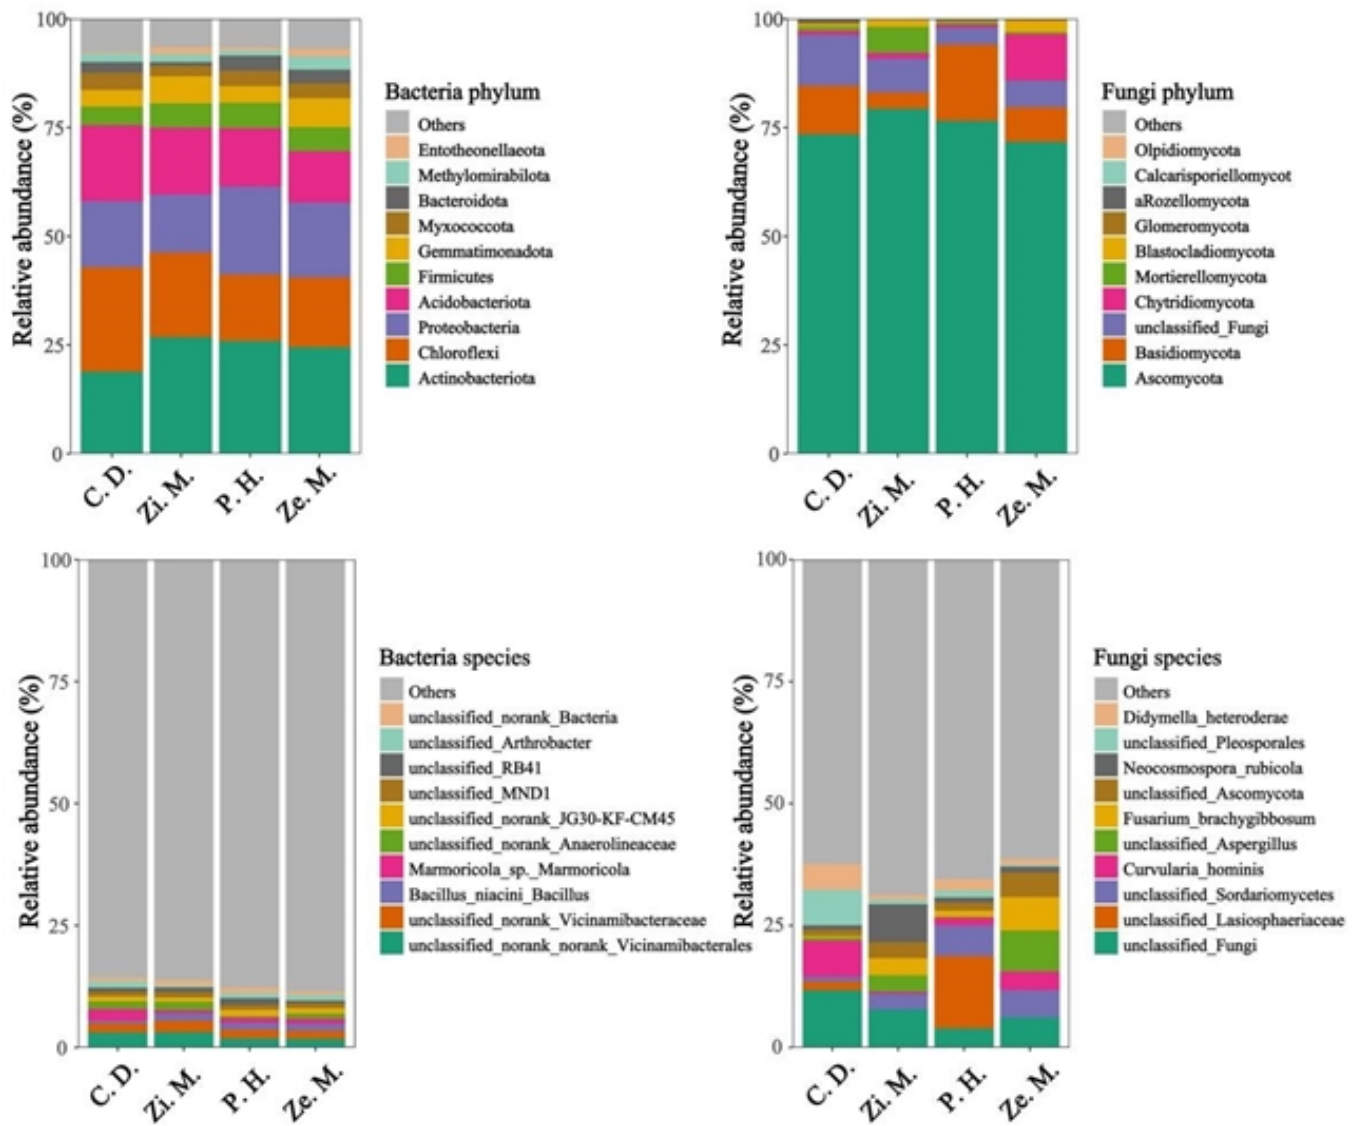 100
75
50
25
0
Relative abundance (%)
C. D.
Zi. M.
P. H.
Ze. M.
Bacteria phylum
Others
Entotheonellaeota
Methylomirabilota
Bacteroidota
Myxococcota
Gemmatimonadota
Firmicutes
Acidobacteriota
Proteobacteria
Chloroflexi
Actinobacteriota
100
75
50
25
0
Relative abundance (%)
C. D.
Zi. M.
P. H.
Ze. M.
Fungi phylum
Others
Olpidiomycota
Calcarisporiellomycot
aRozellomycota
Glomeromycota
Blastocladiomycota
Mortierellomycota
Chytridiomycota
unclassified_Fungi
Basidiomycota
Ascomycota
100
75
50
25
0
Relative abundance (%)
C. D.
Zi. M.
P. H.
Ze. M.
Bacteria species
Others
unclassified_norank_Bacteria
unclassified_Arthrobacter
unclassified_RB41
unclassified_MND1
unclassified_norank_JG30-KF-CM45
unclassified_norank_Anaerolineaceae
Marmoricola_sp._Marmoricola
Bacillus_niacini_Bacillus
unclassified_norank_Vicinamibacteraceae
unclassified_norank_norank_Vicinamibacterales
100
75
50
25
0
Relative abundance (%)
C. D.
Zi. M.
P. H.
Ze. M.
Fungi species
Others
Didymella_heteroderae
unclassified_Pleosporales
Neocosmospora_rubicola
unclassified_Ascomycota
Fusarium_brachygibbosum
unclassified_Aspergillus
Curvularia_hominis
unclassified_Sordariomycetes
unclassified_Lasiosphaeriaceae
unclassified_Fungi